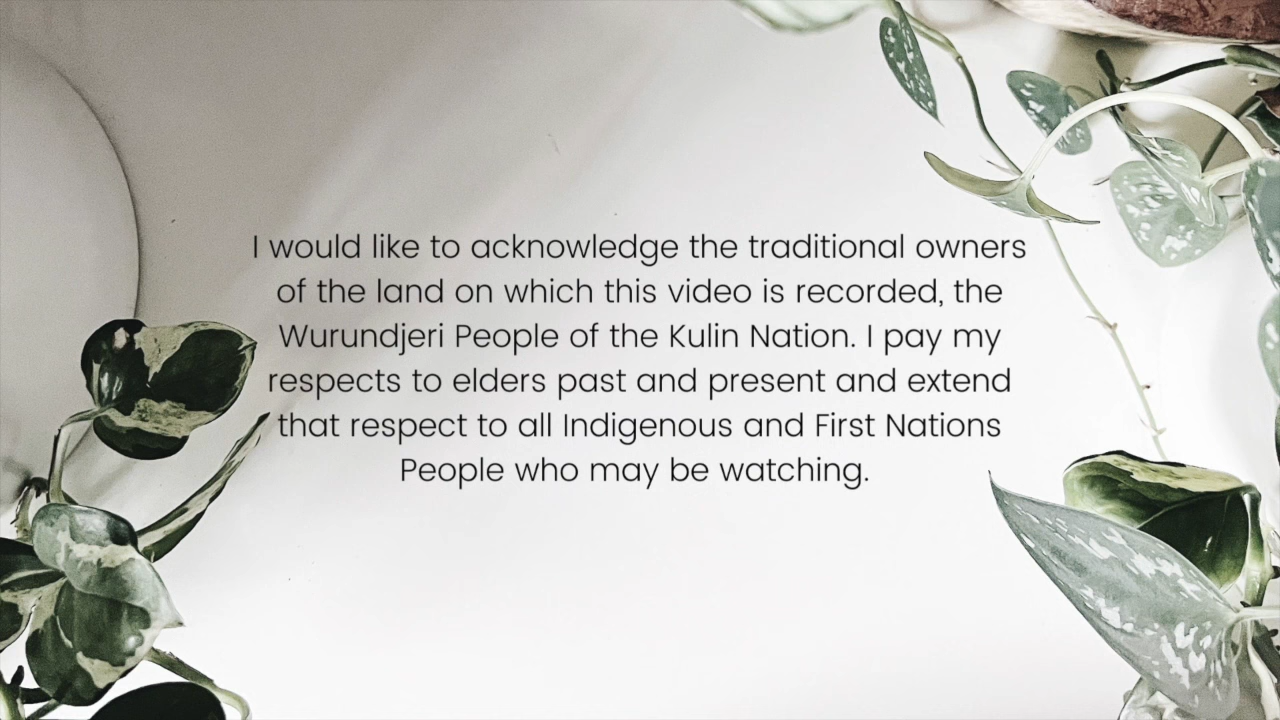 I would like to acknowledge the traditional owners
of the land on which this video is recorded, the
Wurundjeri People of the Kulin Nation. I pay my
respects to elders past and present and extend
that respect to all Indigenous and First Nations
People who may be watching.